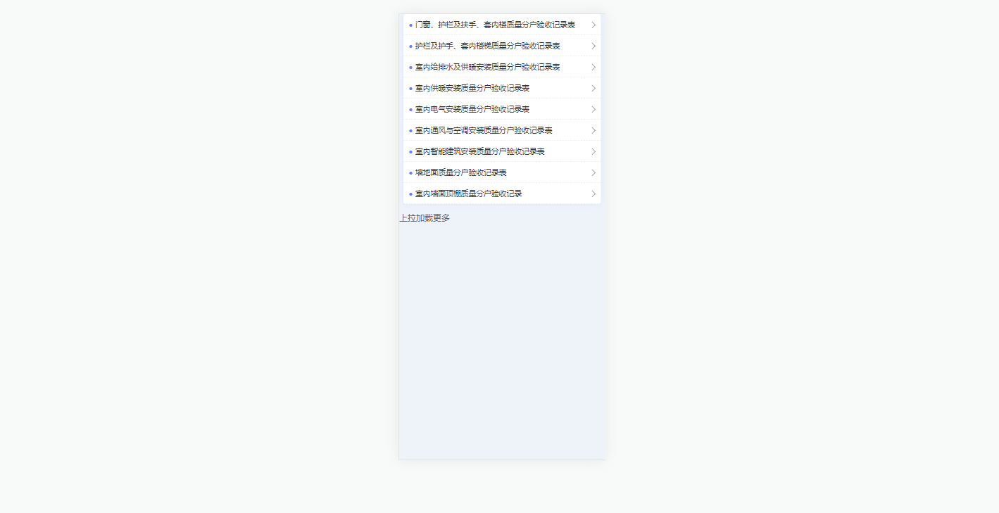 门窗、护栏及扶手、套内楼质量分户验收记录表
护栏及护手、套内楼梯质量分户验收记录表
室内给排水及供暖安装质量分户验收记录表
室内供暖安装质量分户验收记录表
室内电气安装质量分户验收记录表
室内通风与空调安装质量分户验收记录表
室内智能建筑安装质量分户验收记录表
墙地面质量分户验收记录表
室内墙面顶棚质量分户验收记录
上拉加载更多